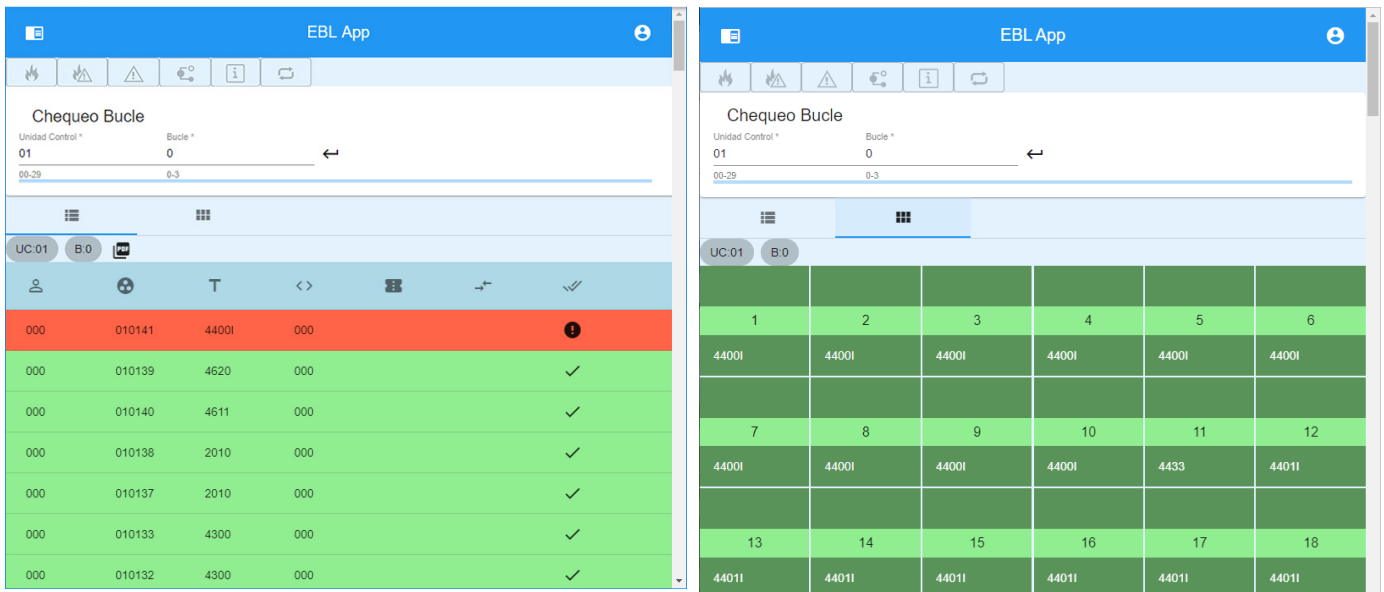 EBL App
Chequeo Bucle
Unidad Control * Bucle *
01 0
00-29 0-3
UC:01 B:0 PDF
000 010141 4400I 000
000 010139 4620 000
000 010140 4611 000
000 010138 2010 000
000 010137 2010 000
000 010133 4300 000
000 010132 4300 000
EBL App
Chequeo Bucle
Unidad Control * Bucle *
01 0
00-29 0-3
UC:01 B:0
1 2 3 4 5 6
4400I 4400I 4400I 4400I 4400I 4400I
7 8 9 10 11 12
4400I 4400I 4400I 4400I 4433 4401I
13 14 15 16 17 18
4401I 4401I 4401I 4401I 4401I 4401I